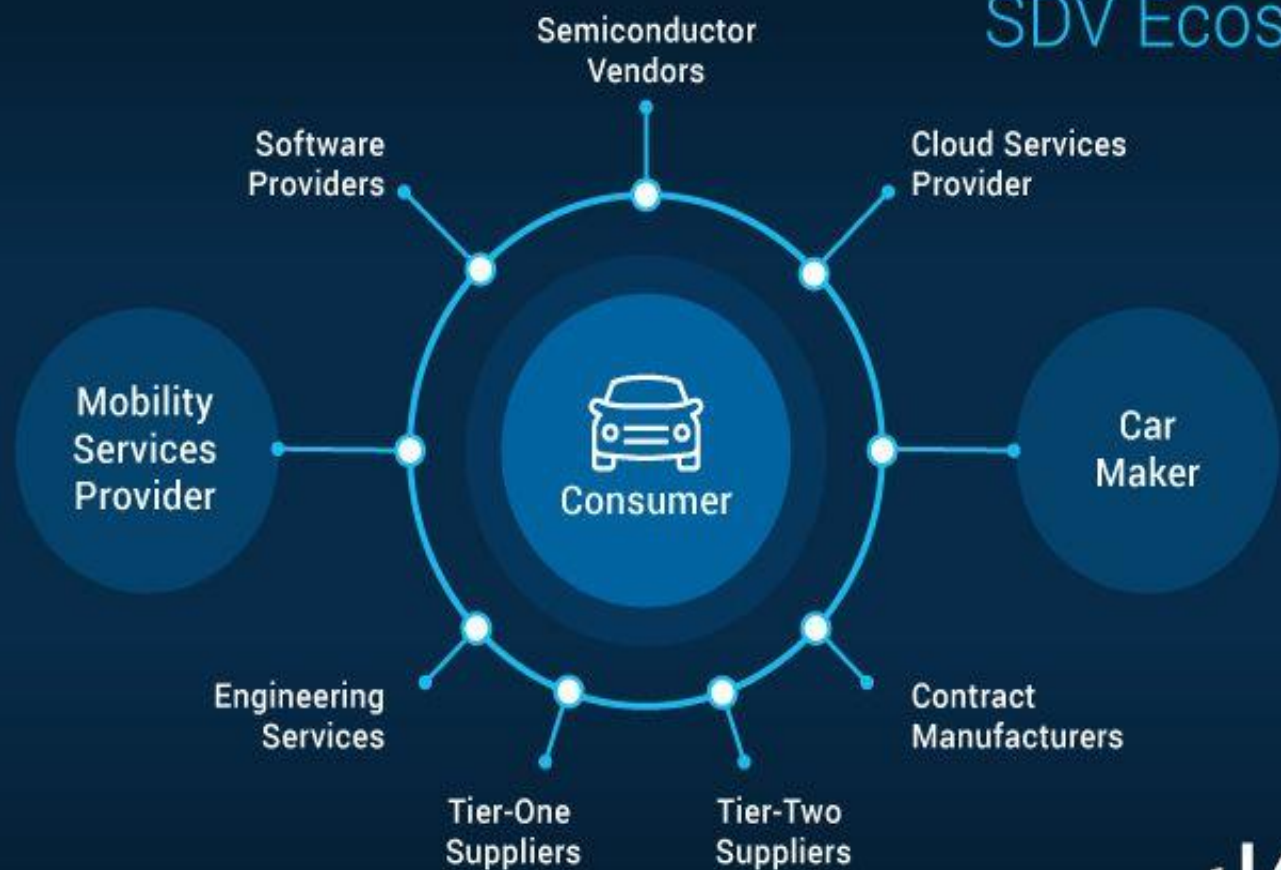 SDV Ecos
Semiconductor
Vendors
Software
Providers
Cloud Services
Provider
Mobility
Services
Provider
Consumer
Car
Maker
Engineering
Services
Contract
Manufacturers
Tier-One
Suppliers
Tier-Two
Suppliers